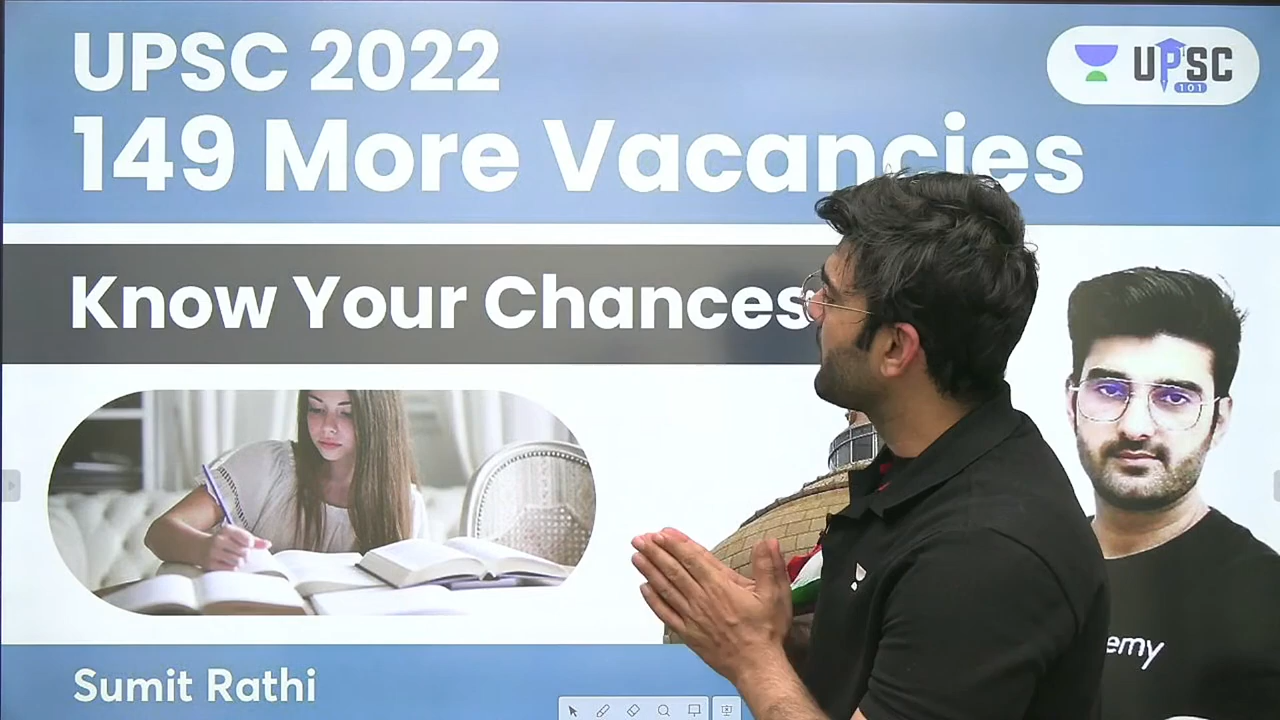 UPSC 2022
149 More Vacancies
UPSC
101
Know Your Chances
emy
Sumit Rathi